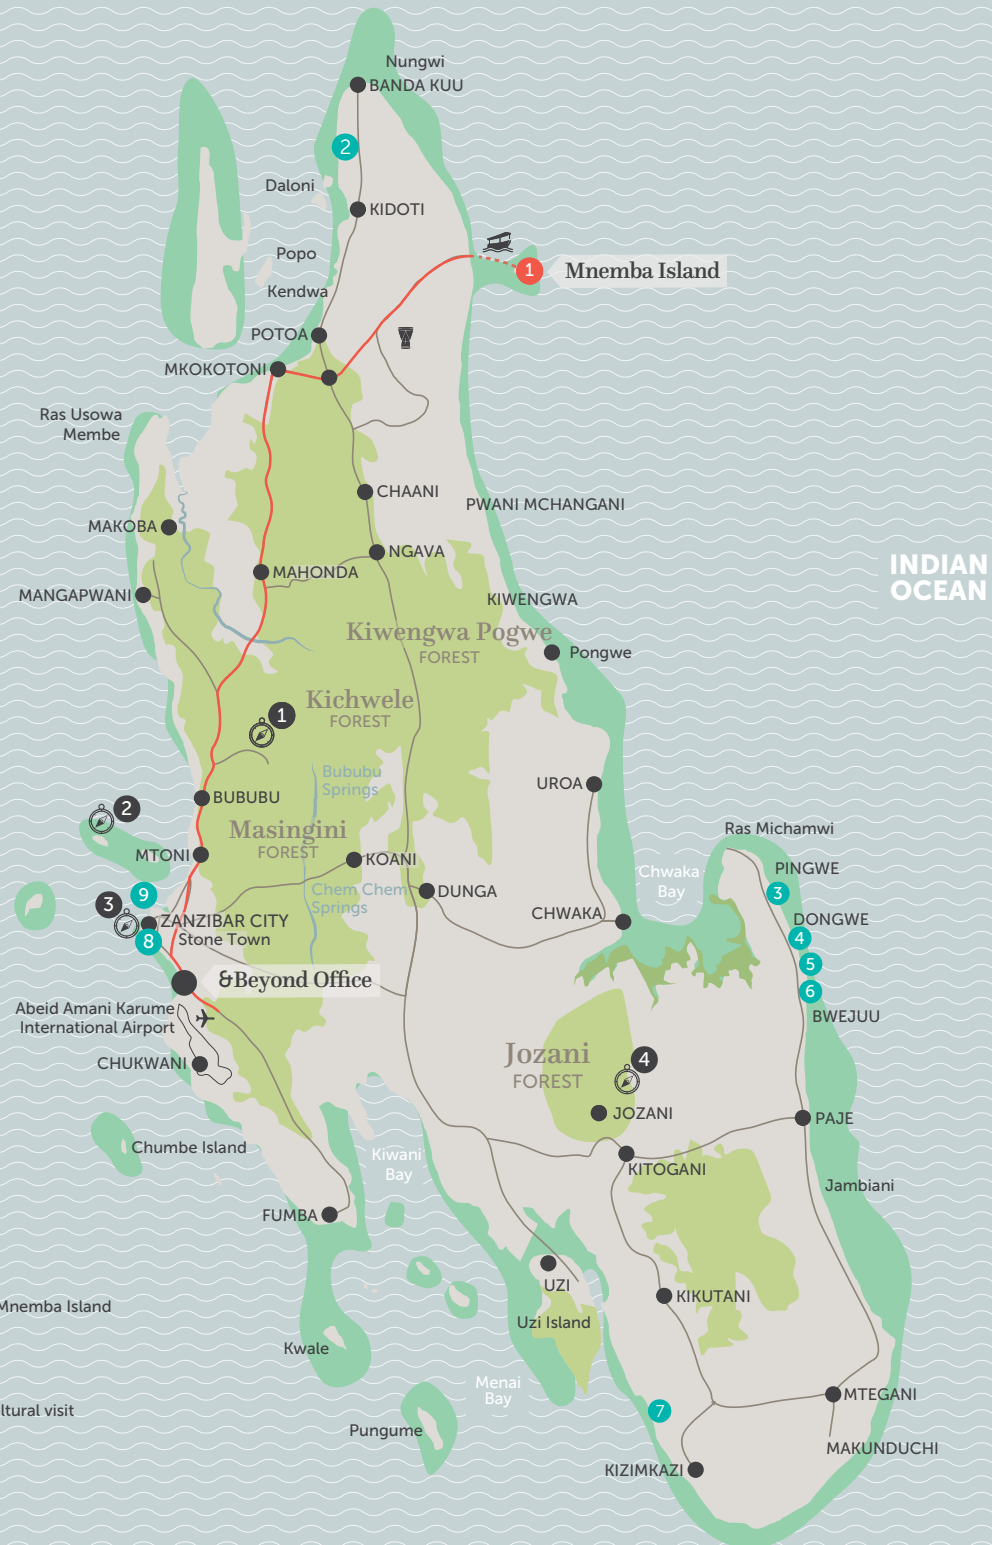 Nungwi
BANDA KUU
2
Daloni
KIDOTI
Popo
1
Mnemba Island
Kendwa
POTOA
MKOKOTONI
Ras Usowa
Membe
CHAANI
PWANI MCHANGANI
MAKOBA
NGAVA
INDIAN
OCEAN
MAHONDA
MANGAPWANI
KIWENGWA
Kiwengwa Pogwe
FOREST
Pongwe
Kichwele
FOREST
1
Bububu
Springs
UROA
BUBUBU
2
Masingini
FOREST
Ras Michamwi
MTONI
KOANI
PINGWE
Chwaka
Bay
3
9
Chem Chem
Springs
DUNGA
3
CHWAKA
DONGWE
ZANZIBAR CITY
Stone Town
8
4
5
&Beyond Office
6
Abeid Amani Karume
International Airport
BWEJUU
Jozani
FOREST
4
CHUKWANI
JOZANI
PAJE
Chumbe Island
Kiwani
Bay
KITOGANI
Jambiani
FUMBA
UZI
KIKUTANI
Mnemba Island
Uzi Island
Kwale
Menai
Bay
MTEGANI
ltural visit
7
Pungume
MAKUNDUCHI
KIZIMKAZI